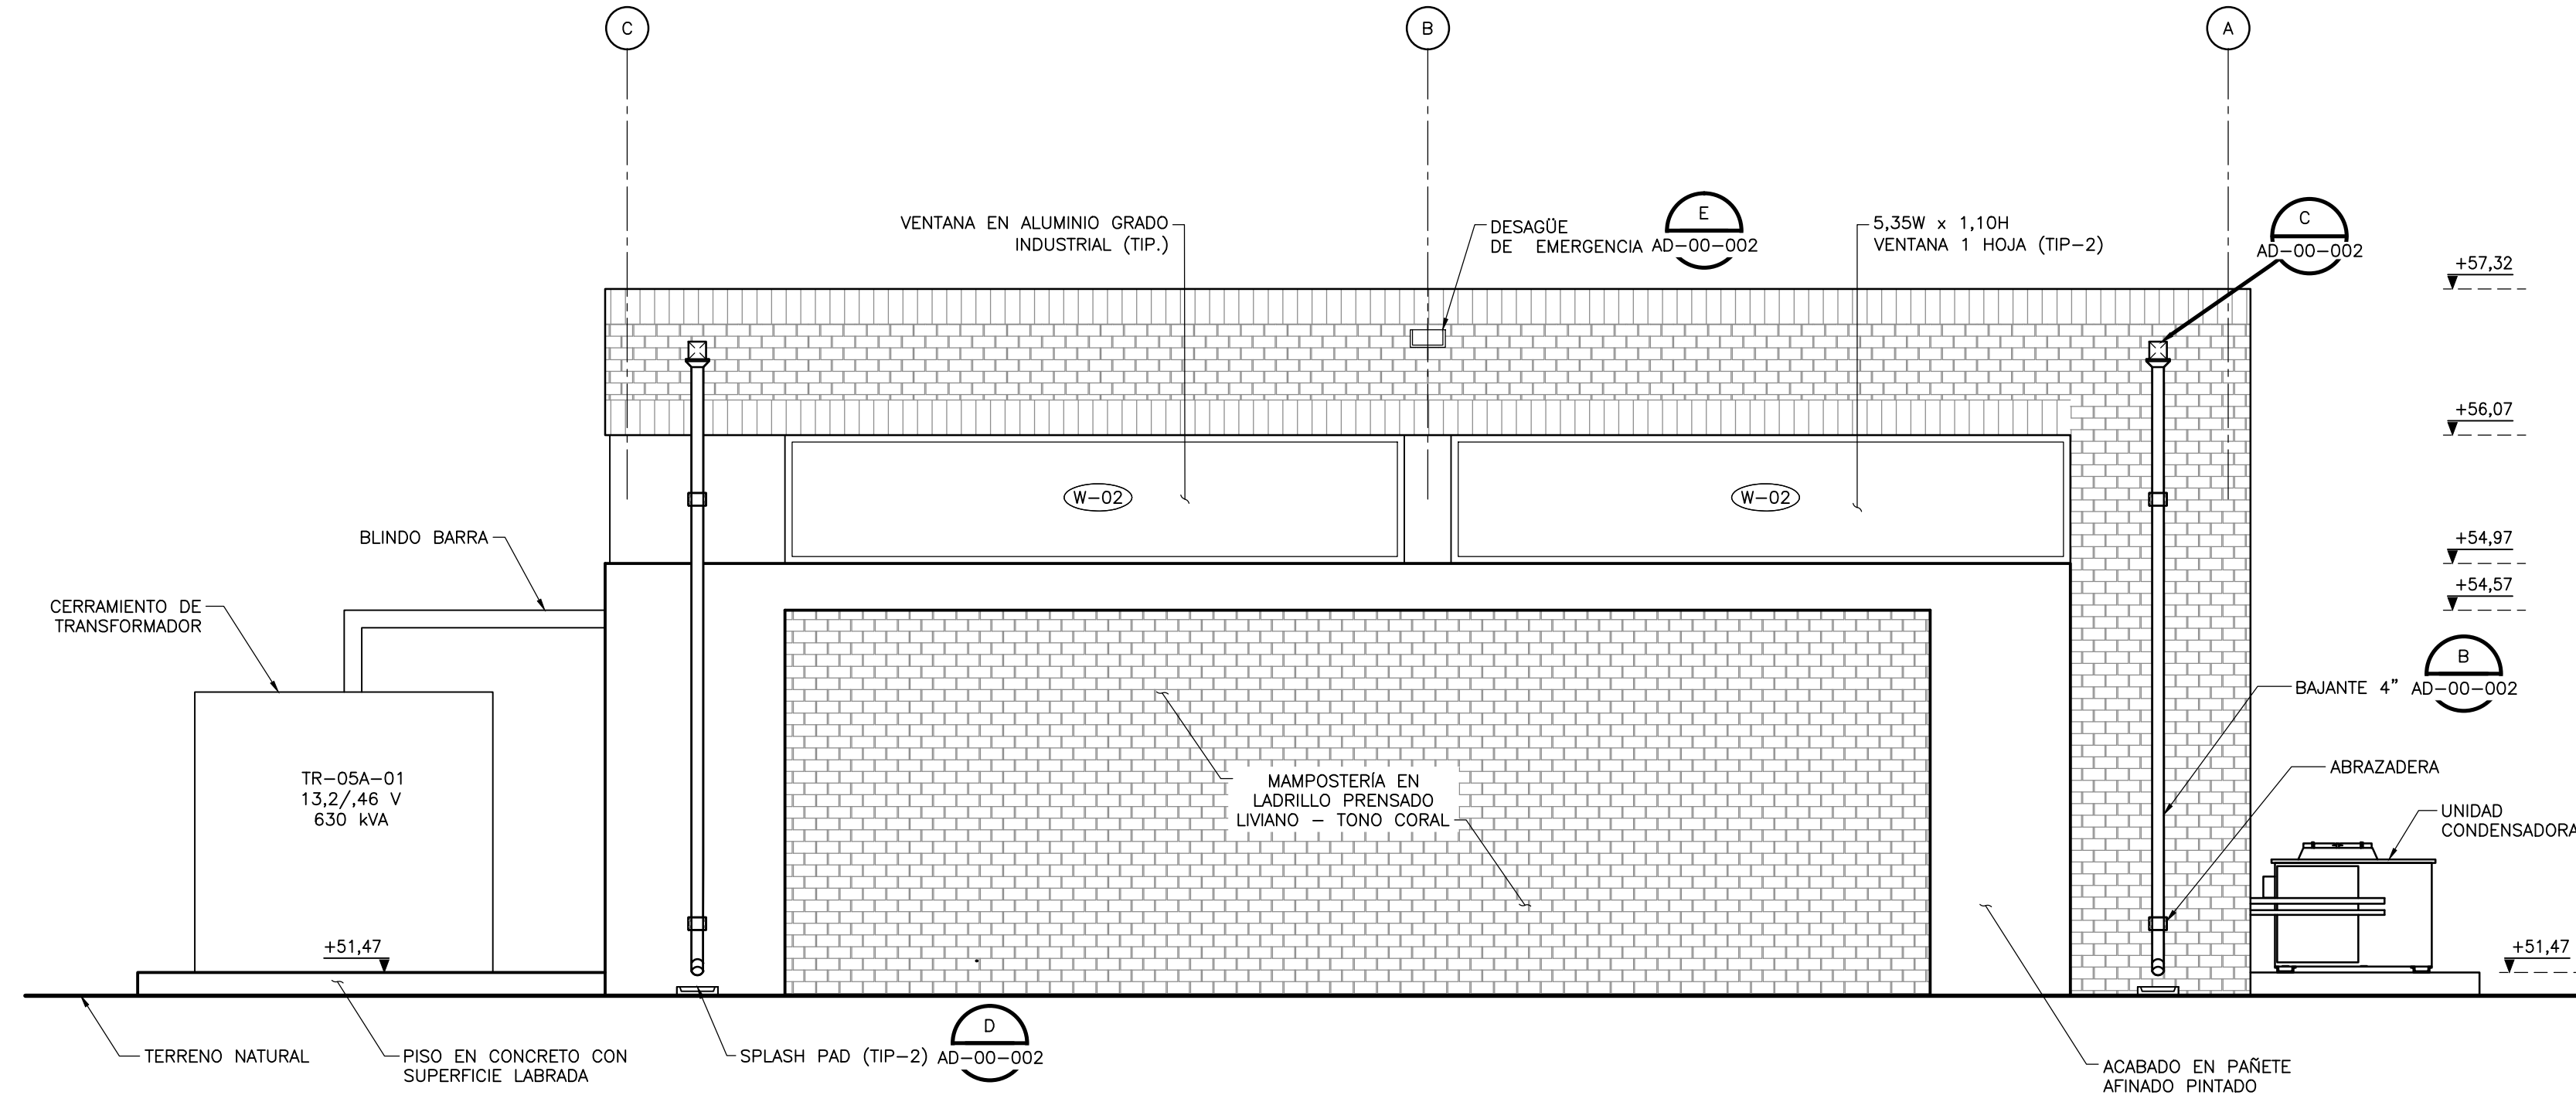 C
B
A
VENTANA EN ALUMINIO GRADO
INDUSTRIAL (TIP.)
DESAGÜE
DE EMERGENCIA
E
AD-00-002
5,35W x 1,10H
VENTANA 1 HOJA (TIP-2)
C
AD-00-002
+57,32
+56,07
+54,97
+54,57
W-02
W-02
BLINDO BARRA
CERRAMIENTO DE
TRANSFORMADOR
TR-05A-01
13,2/,46 V
630 kVA
+51,47
MAMPOSTERÍA EN
LADRILLO PRENSADO
LIVIANO - TONO CORAL
BAJANTE 4”
B
AD-00-002
ABRAZADERA
UNIDAD
CONDENSADORA
+51,47
TERRENO NATURAL
PISO EN CONCRETO CON
SUPERFICIE LABRADA
SPLASH PAD (TIP-2)
D
AD-00-002
ACABADO EN PAÑETE
AFINADO PINTADO